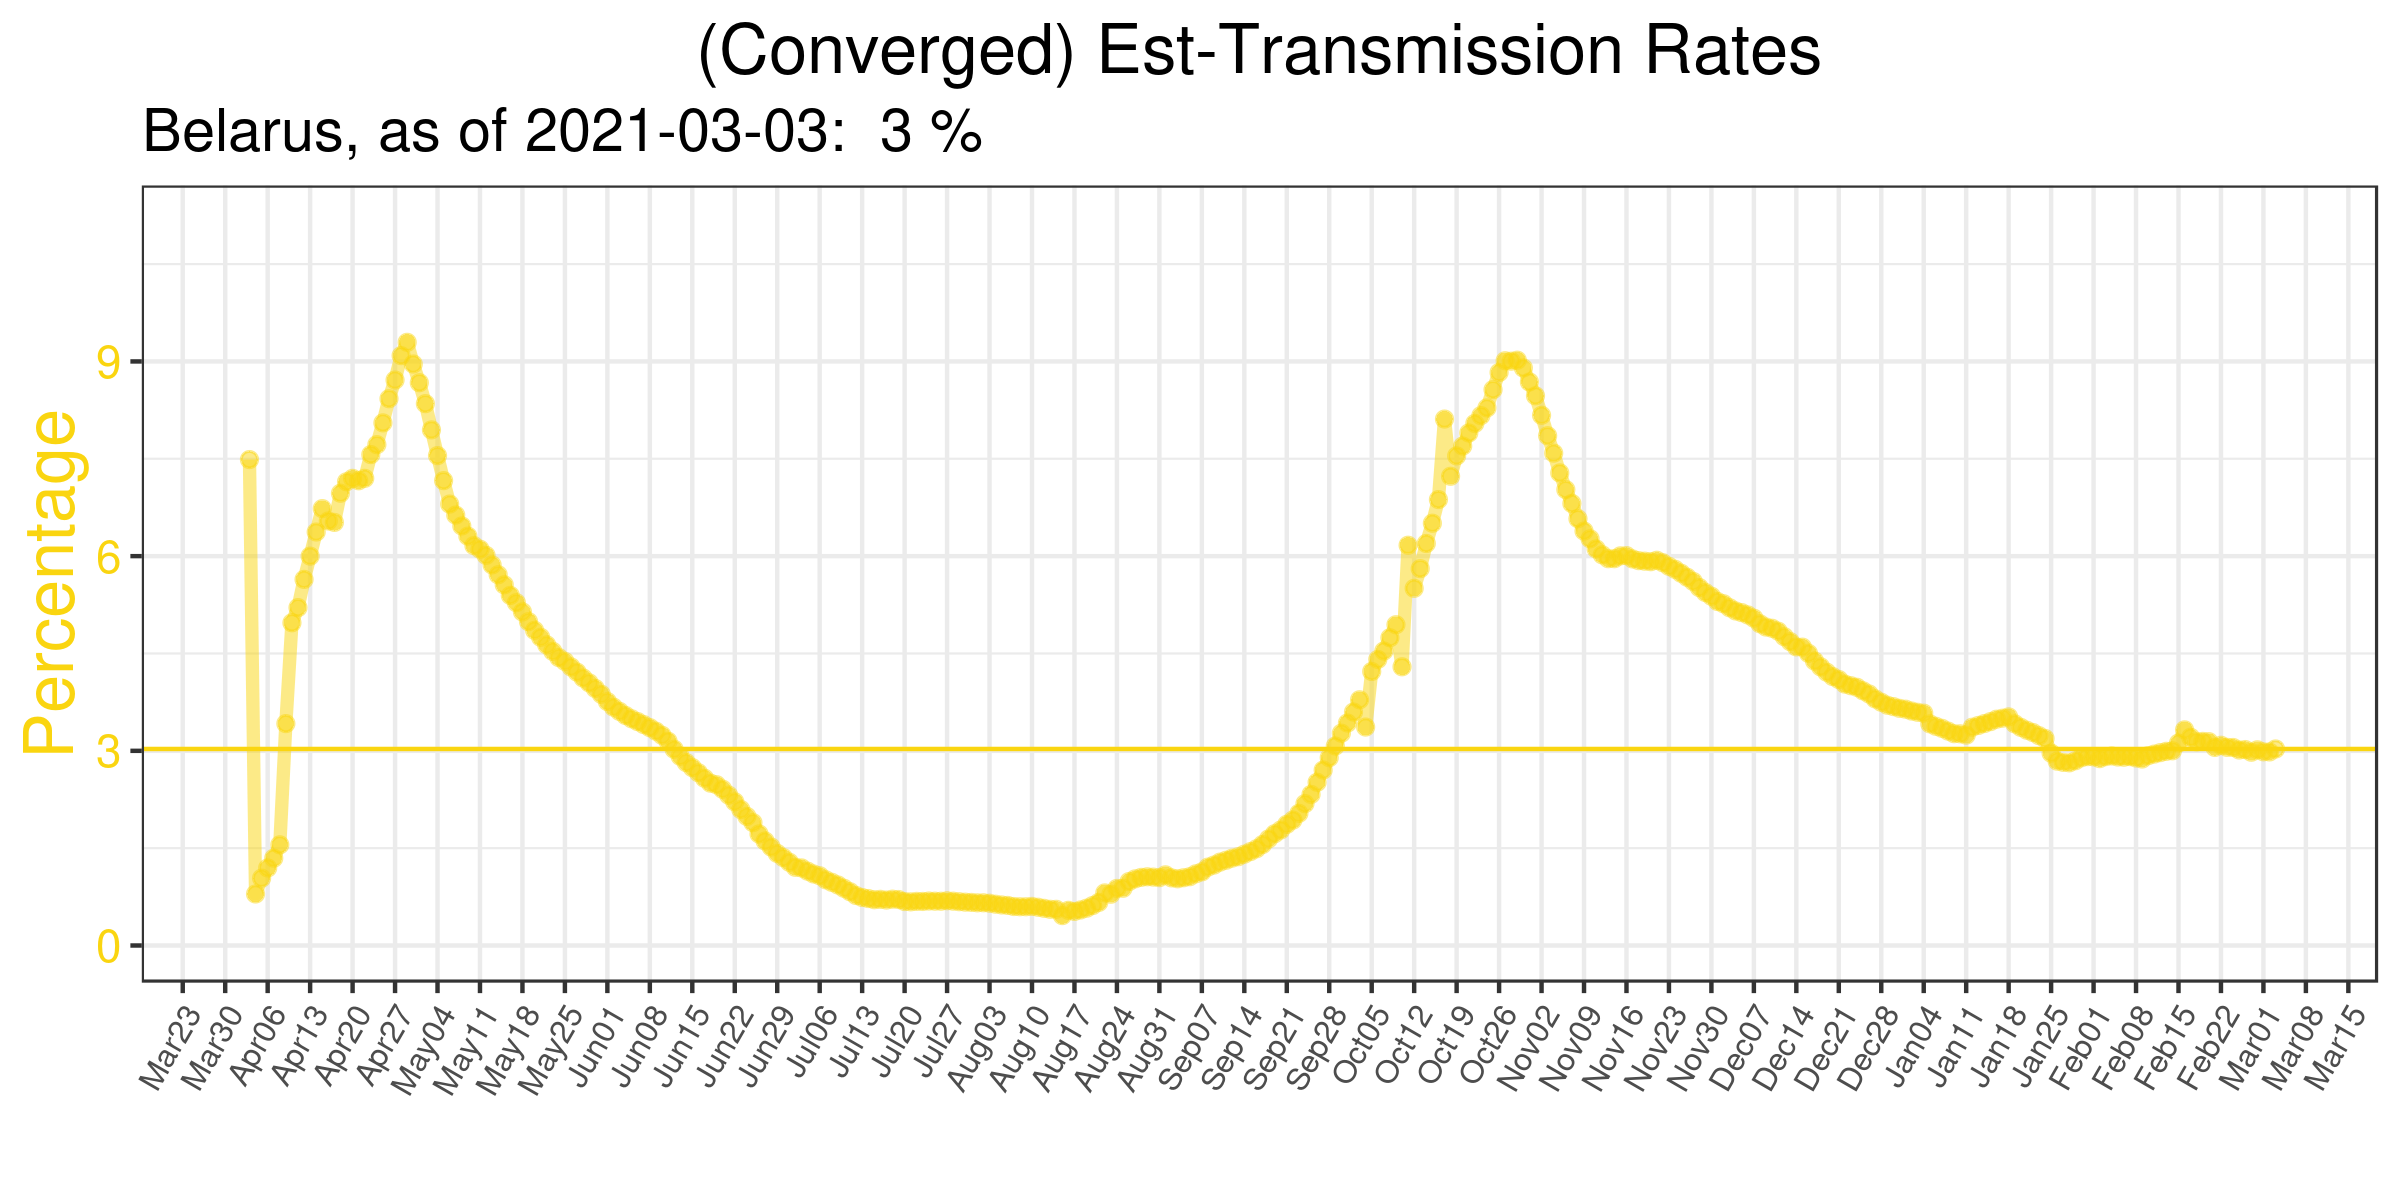 (Converged) Est-Transmission Rates
Belarus, as of 2021-03-03:  3 %
Percentage
9
6
3
0
Mar23
Mar30
Apr06
Apr13
Apr20
Apr27
May04
May11
May18
May25
Jun01
Jun08
Jun15
Jun22
Jun29
Jul06
Jul13
Jul20
Jul27
Aug03
Aug10
Aug17
Aug24
Aug31
Sep07
Sep14
Sep21
Sep28
Oct05
Oct12
Oct19
Oct26
Nov02
Nov09
Nov16
Nov23
Nov30
Dec07
Dec14
Dec21
Dec28
Jan04
Jan11
Jan18
Jan25
Feb01
Feb08
Feb15
Feb22
Mar01
Mar08
Mar15